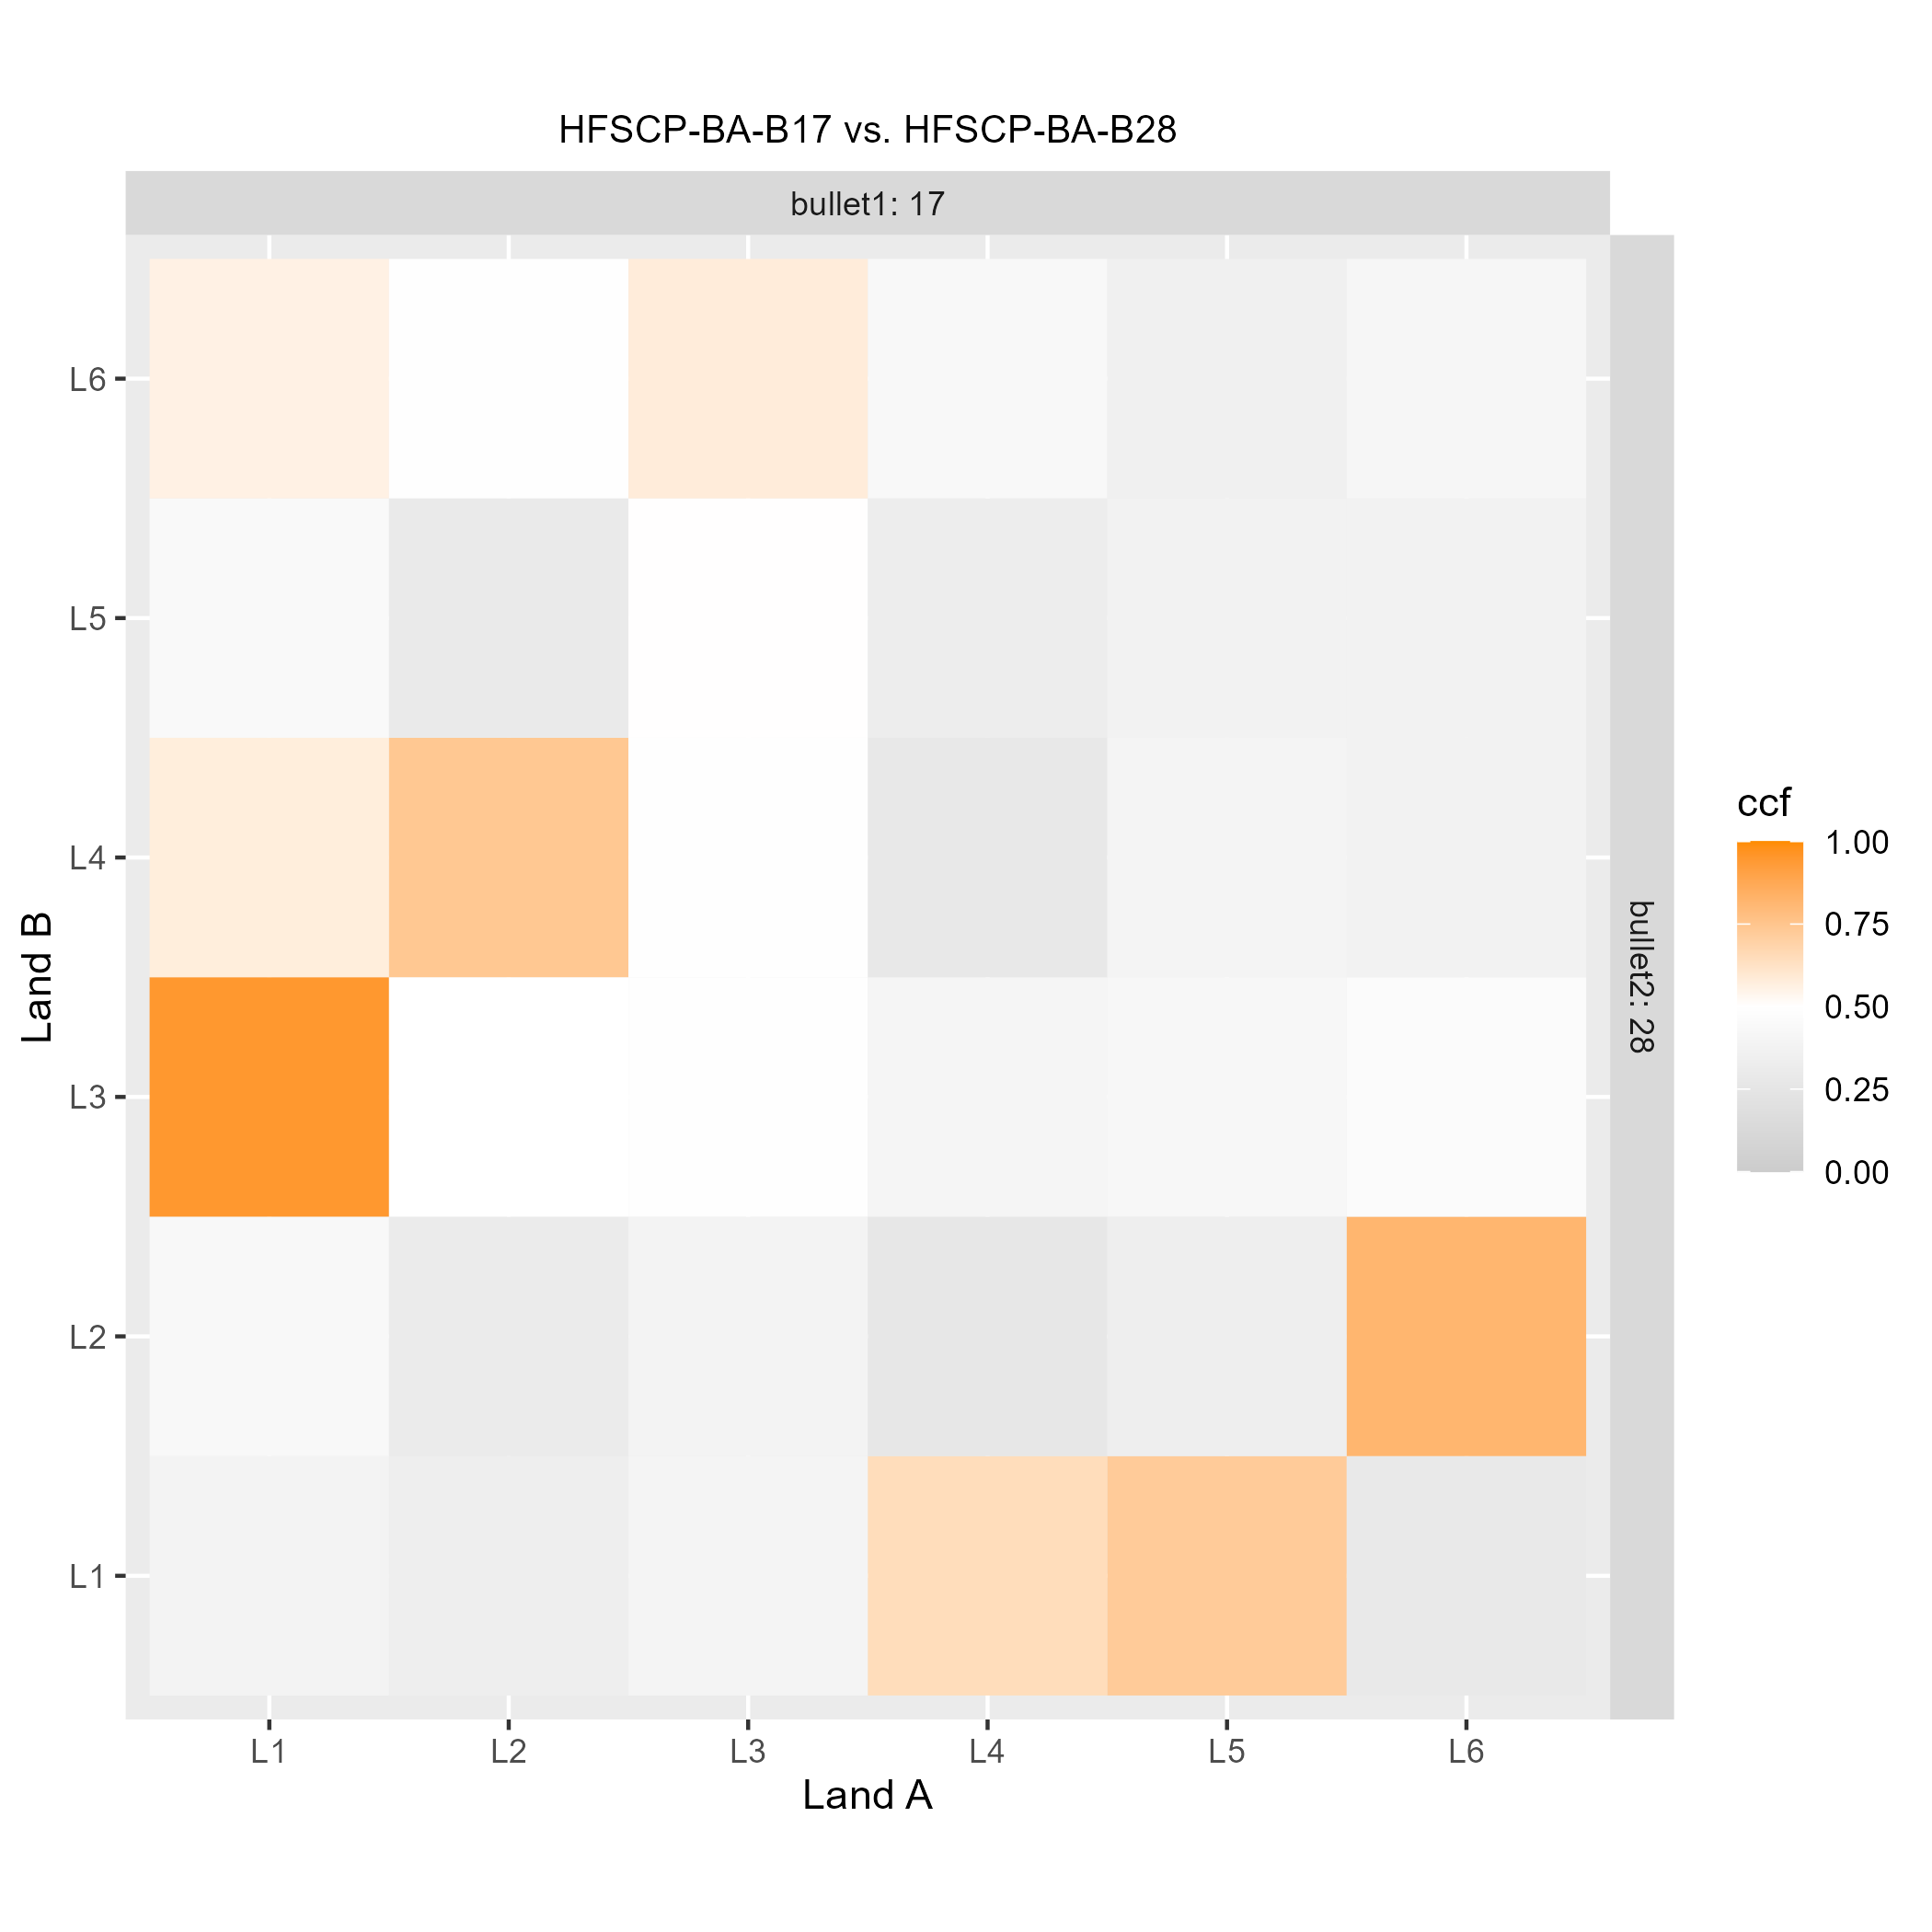 HFSCP-BA-B17 vs. HFSCP-BA-B28
bullet1: 17
L6
L5
L4
L3
L2
L1
Land B
bullet2: 28
L1
L2
L3
L4
L5
L6
Land A
ccf
1.00
0.75
0.50
0.25
0.00